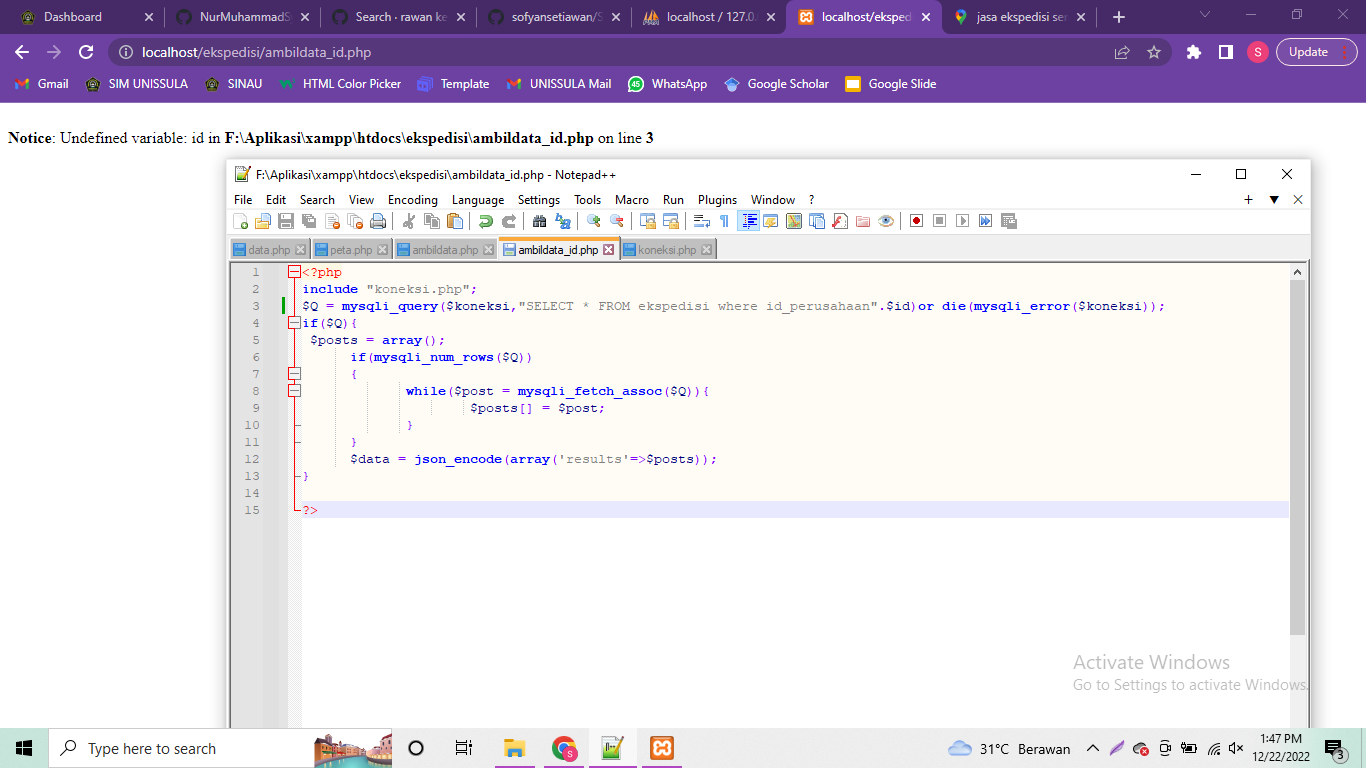 Dashboard
NurMuhammadS
Search · rawan ke
sofyansetiawan/S
localhost / 127.0.
localhost/eksped
jasa ekspedisi ser
localhost/ekspedisi/ambildata_id.php
S
Update
Gmail
SIM UNISSULA
SINAU
HTML Color Picker
Template
UNISSULA Mail
45
WhatsApp
Google Scholar
Google Slide
Notice: Undefined variable: id in F:\Aplikasi\xampp\htdocs\ekspedisi\ambildata_id.php on line 3
F:\Aplikasi\xampp\htdocs\ekspedisi\ambildata_id.php - Notepad++
File Edit Search View Encoding Language Settings Tools Macro Run Plugins Window ?
data.php
peta.php
ambildata.php
ambildata_id.php
koneksi.php
1 <?php
2 include "koneksi.php";
3 $Q = mysqli_query($koneksi,"SELECT * FROM ekspedisi where id_perusahaan".$id)or die(mysqli_error($koneksi));
4 if($Q){
5 $posts = array();
6 if(mysqli_num_rows($Q))
7 {
8 while($post = mysqli_fetch_assoc($Q)){
9 $posts[] = $post;
10 }
11 }
12 $data = json_encode(array('results'=>$posts));
13 }
14
15 ?>
Activate Windows
Go to Settings to activate Windows.
Type here to search
S
31°C Berawan
1:47 PM
12/22/2022
3